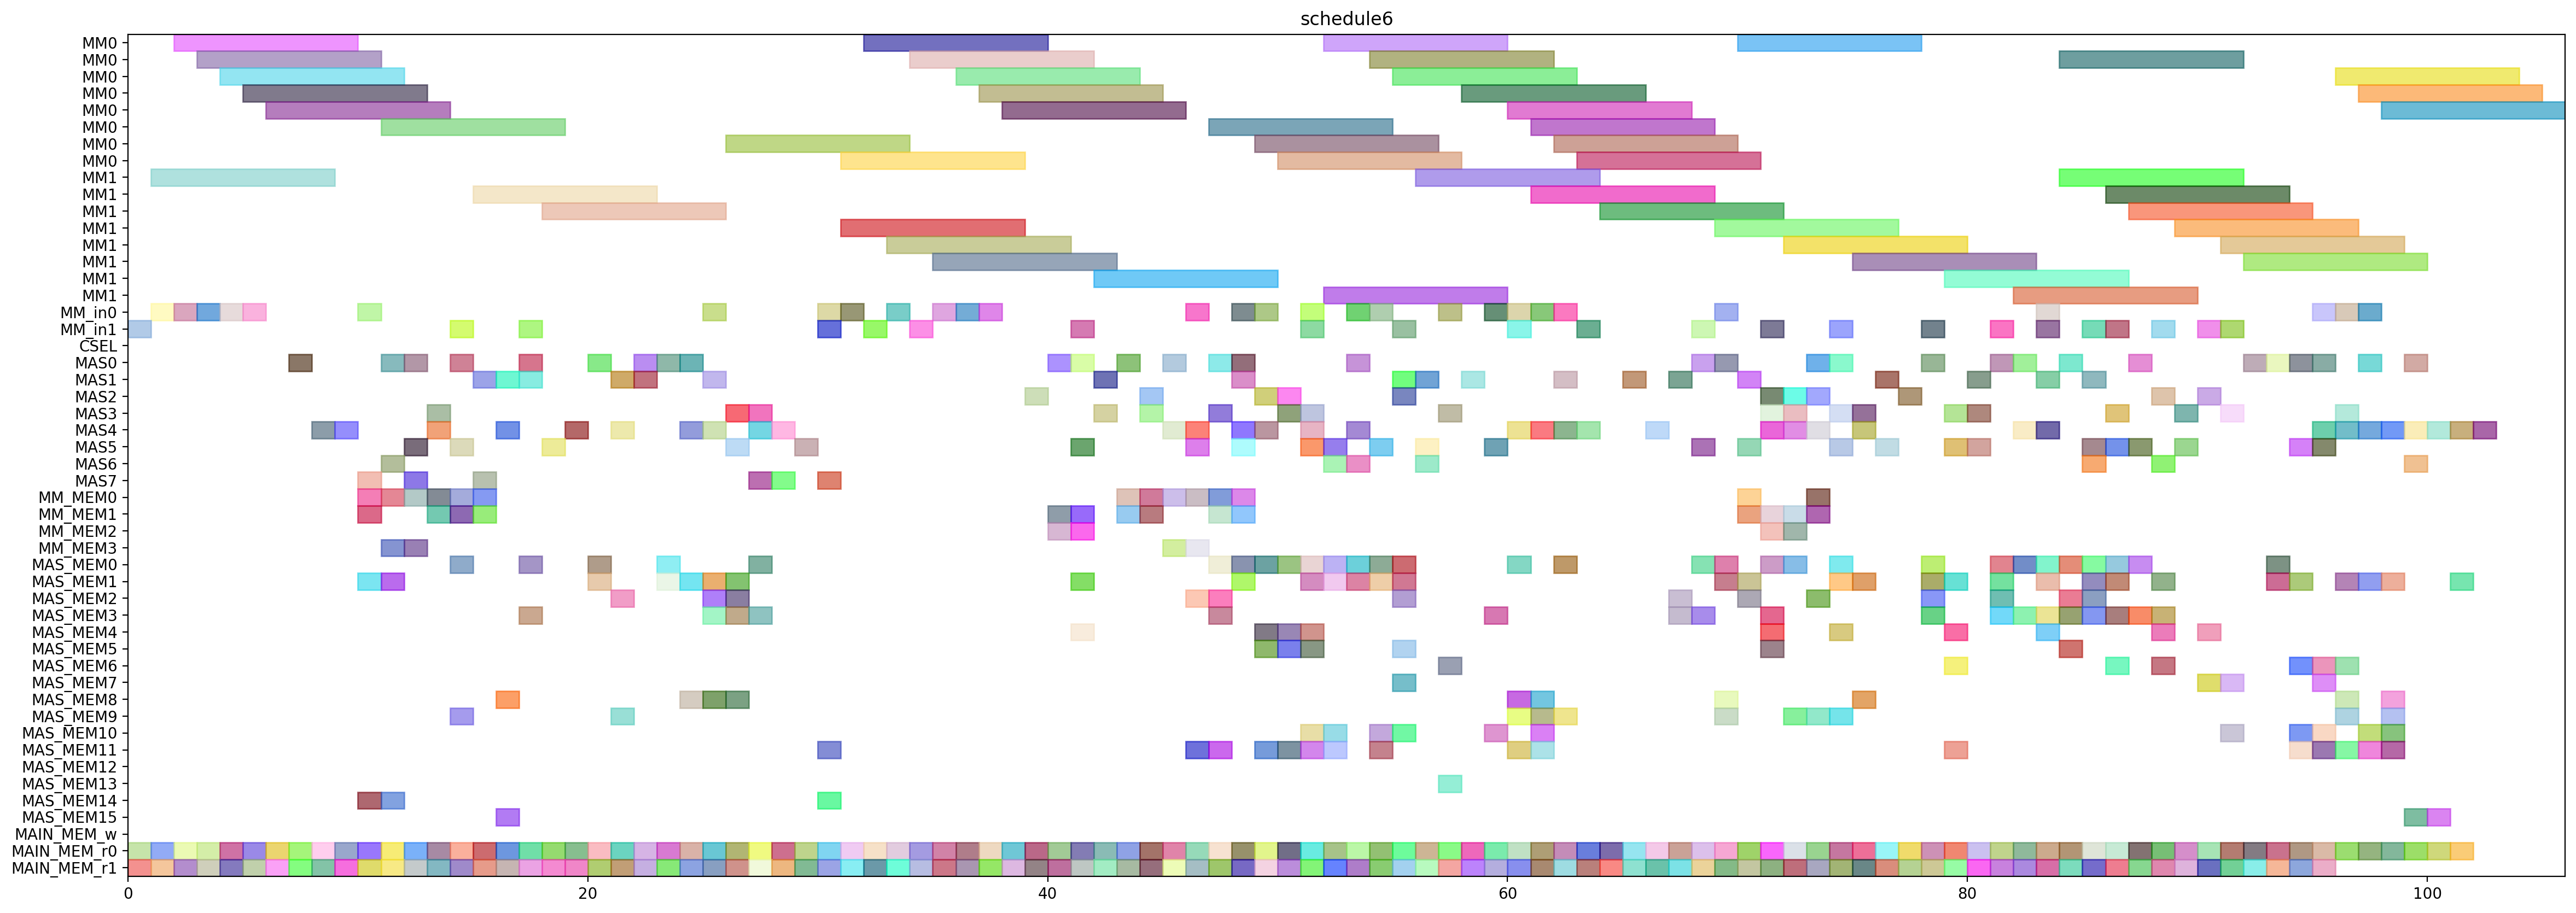 schedule6
MM0
MM0
MM0
MM0
MM0
MM0
MM0
MM0
MM1
MM1
MM1
MM1
MM1
MM1
MM1
MM1
MM_in0
MM_in1
CSEL
MAS0
MAS1
MAS2
MAS3
MAS4
MAS5
MAS6
MAS7
MM_MEM0
MM_MEM1
MM_MEM2
MM_MEM3
MAS_MEM0
MAS_MEM1
MAS_MEM2
MAS_MEM3
MAS_MEM4
MAS_MEM5
MAS_MEM6
MAS_MEM7
MAS_MEM8
MAS_MEM9
MAS_MEM10
MAS_MEM11
MAS_MEM12
MAS_MEM13
MAS_MEM14
MAS_MEM15
MAIN_MEM_w
MAIN_MEM_r0
MAIN_MEM_r1
0 20 40 60 80 100